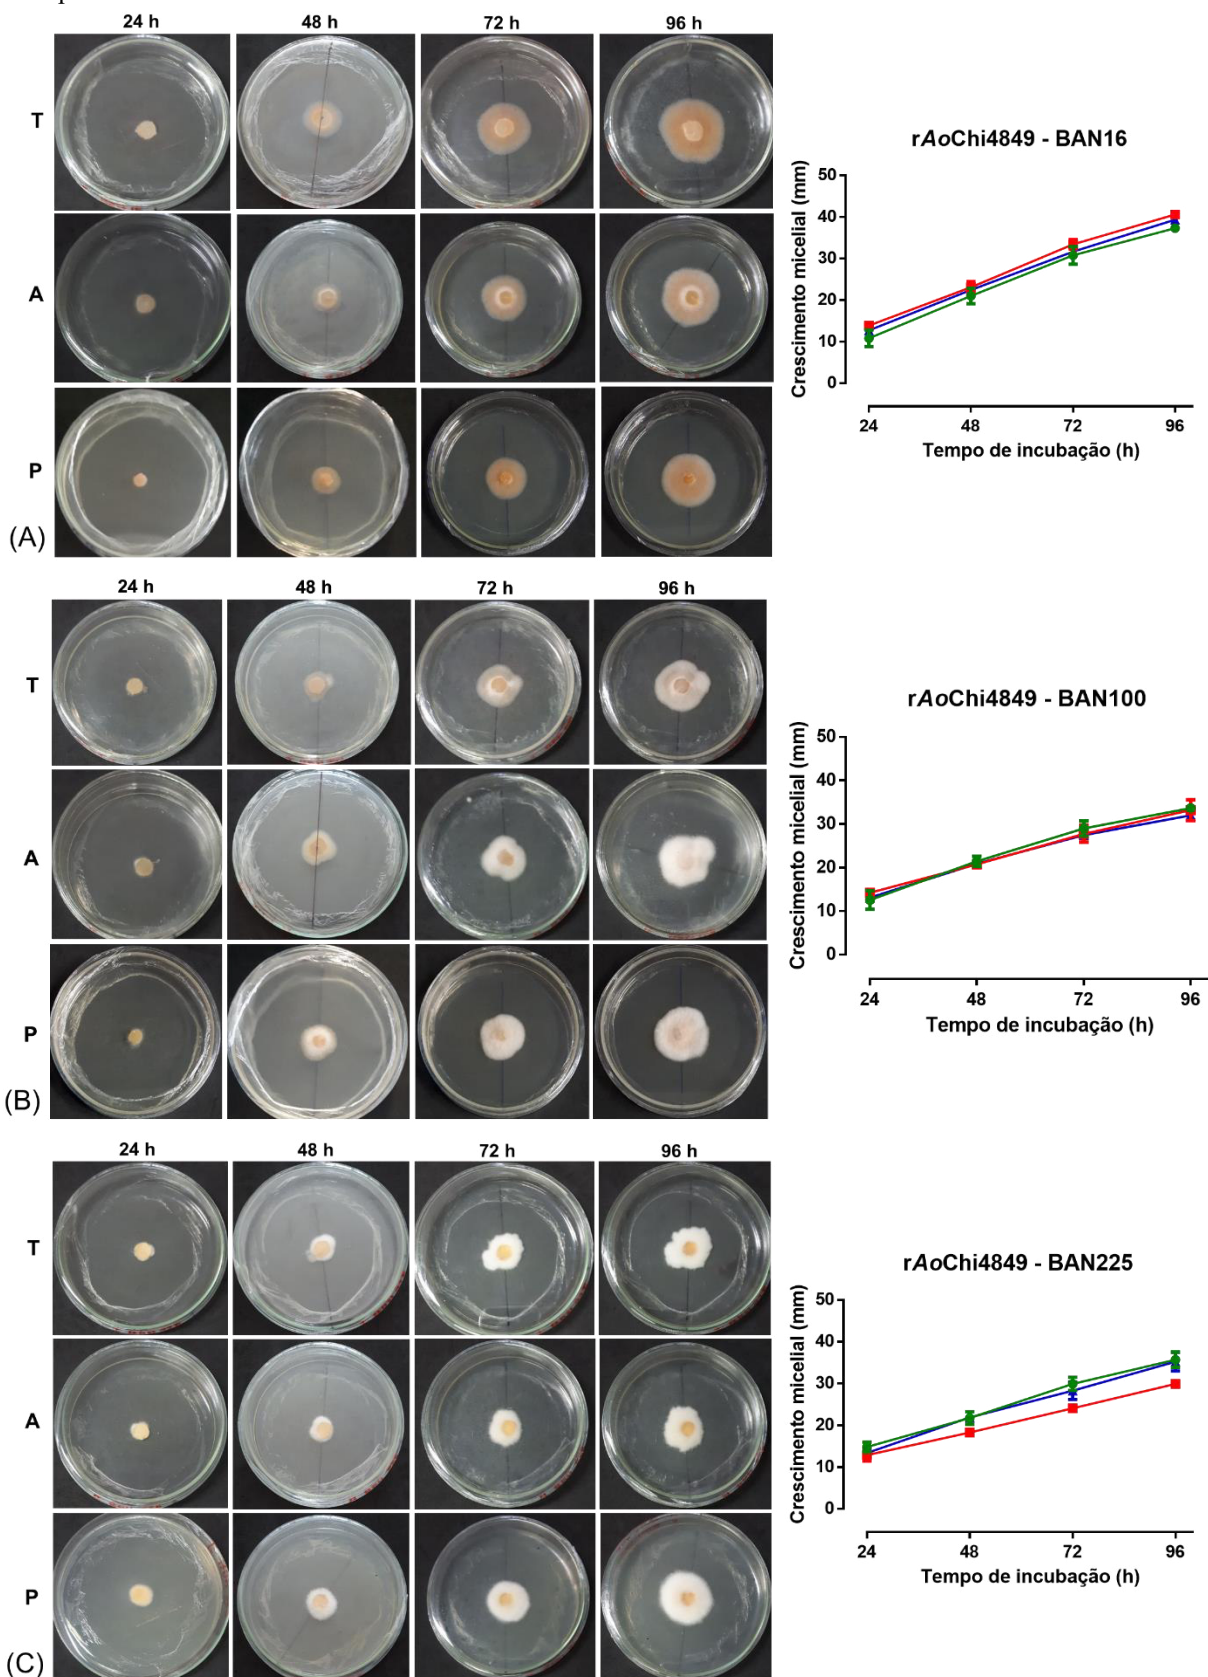 24 h 48 h 72 h 96 h
T
A
P
(A)
rAoChi4849 - BAN16
Crescimento micelial (mm)
50
40
30
20
10
0
24 48 72 96
Tempo de incubação (h)
24 h 48 h 72 h 96 h
T
A
P
(B)
rAoChi4849 - BAN100
Crescimento micelial (mm)
50
40
30
20
10
0
24 48 72 96
Tempo de incubação (h)
24 h 48 h 72 h 96 h
T
A
P
(C)
rAoChi4849 - BAN225
Crescimento micelial (mm)
50
40
30
20
10
0
24 48 72 96
Tempo de incubação (h)